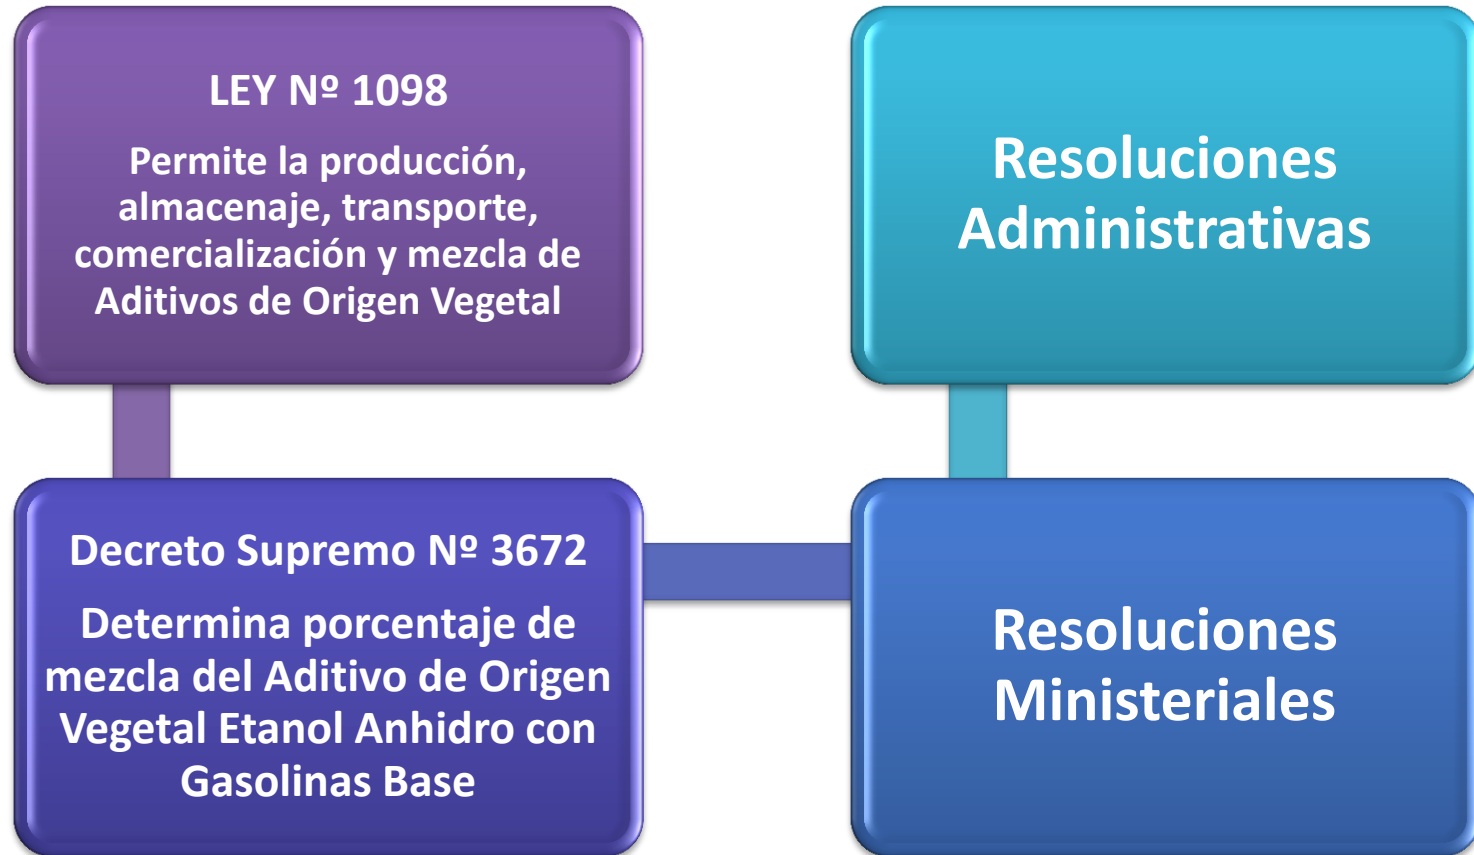 LEY Nº 1098
Permite la producción,
almacenaje, transporte,
comercialización y mezcla de
Aditivos de Origen Vegetal
Decreto Supremo Nº 3672
Determina porcentaje de
mezcla del Aditivo de Origen
Vegetal Etanol Anhidro con
Gasolinas Base
Resoluciones
Ministeriales
Resoluciones
Administrativas